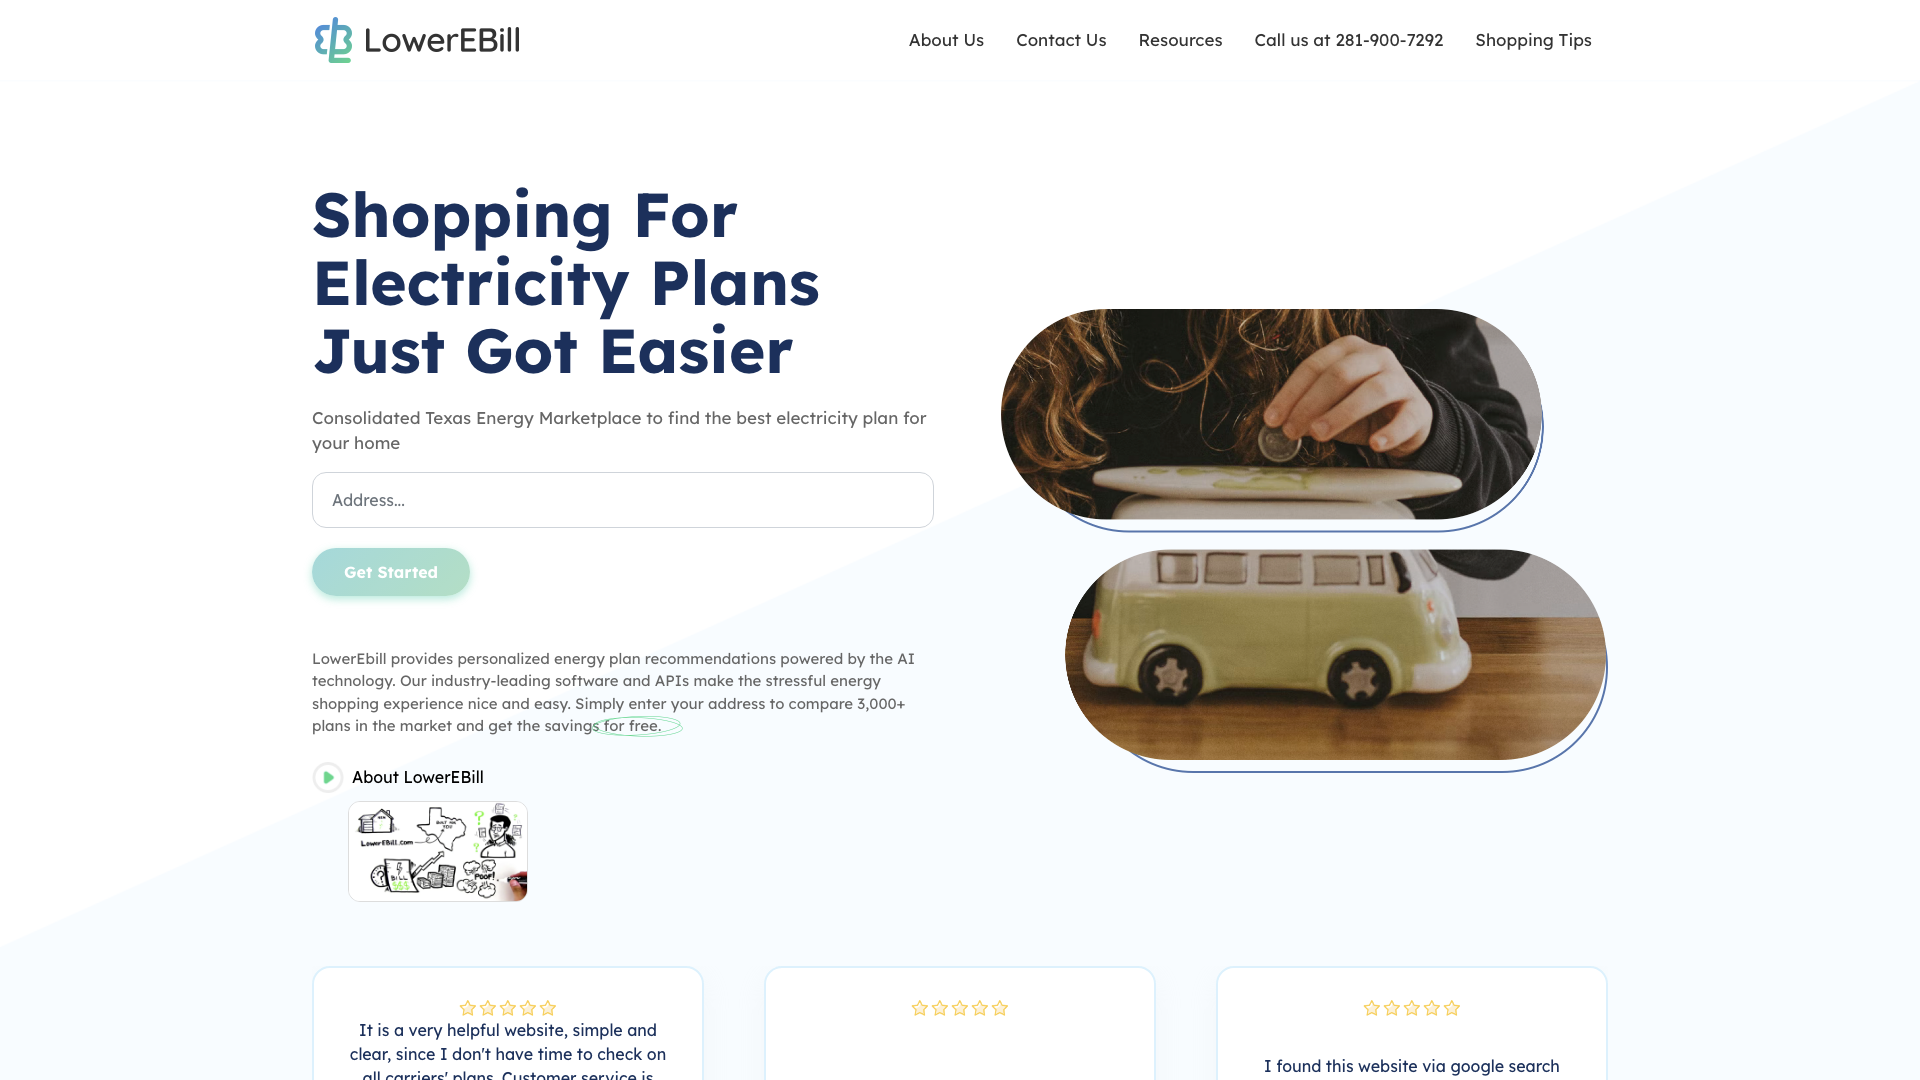 LowerEBill
About Us
Contact Us
Resources
Call us at 281-900-7292
Shopping Tips
Shopping For
Electricity Plans
Just Got Easier
Consolidated Texas Energy Marketplace to find the best electricity plan for
your home
Address...
Get Started
LowerEbill provides personalized energy plan recommendations powered by the AI
technology. Our industry-leading software and APIs make the stressful energy
shopping experience nice and easy. Simply enter your address to compare 3,000+
plans in the market and get the savings for free.
About LowerEBill
BUILT FOR
YOU
LowerEBill.com
BILL
$$$
POOF!
It is a very helpful website, simple and
clear, since I don't have time to check on
all carriers' plans. Customer service is
I found this website via google search